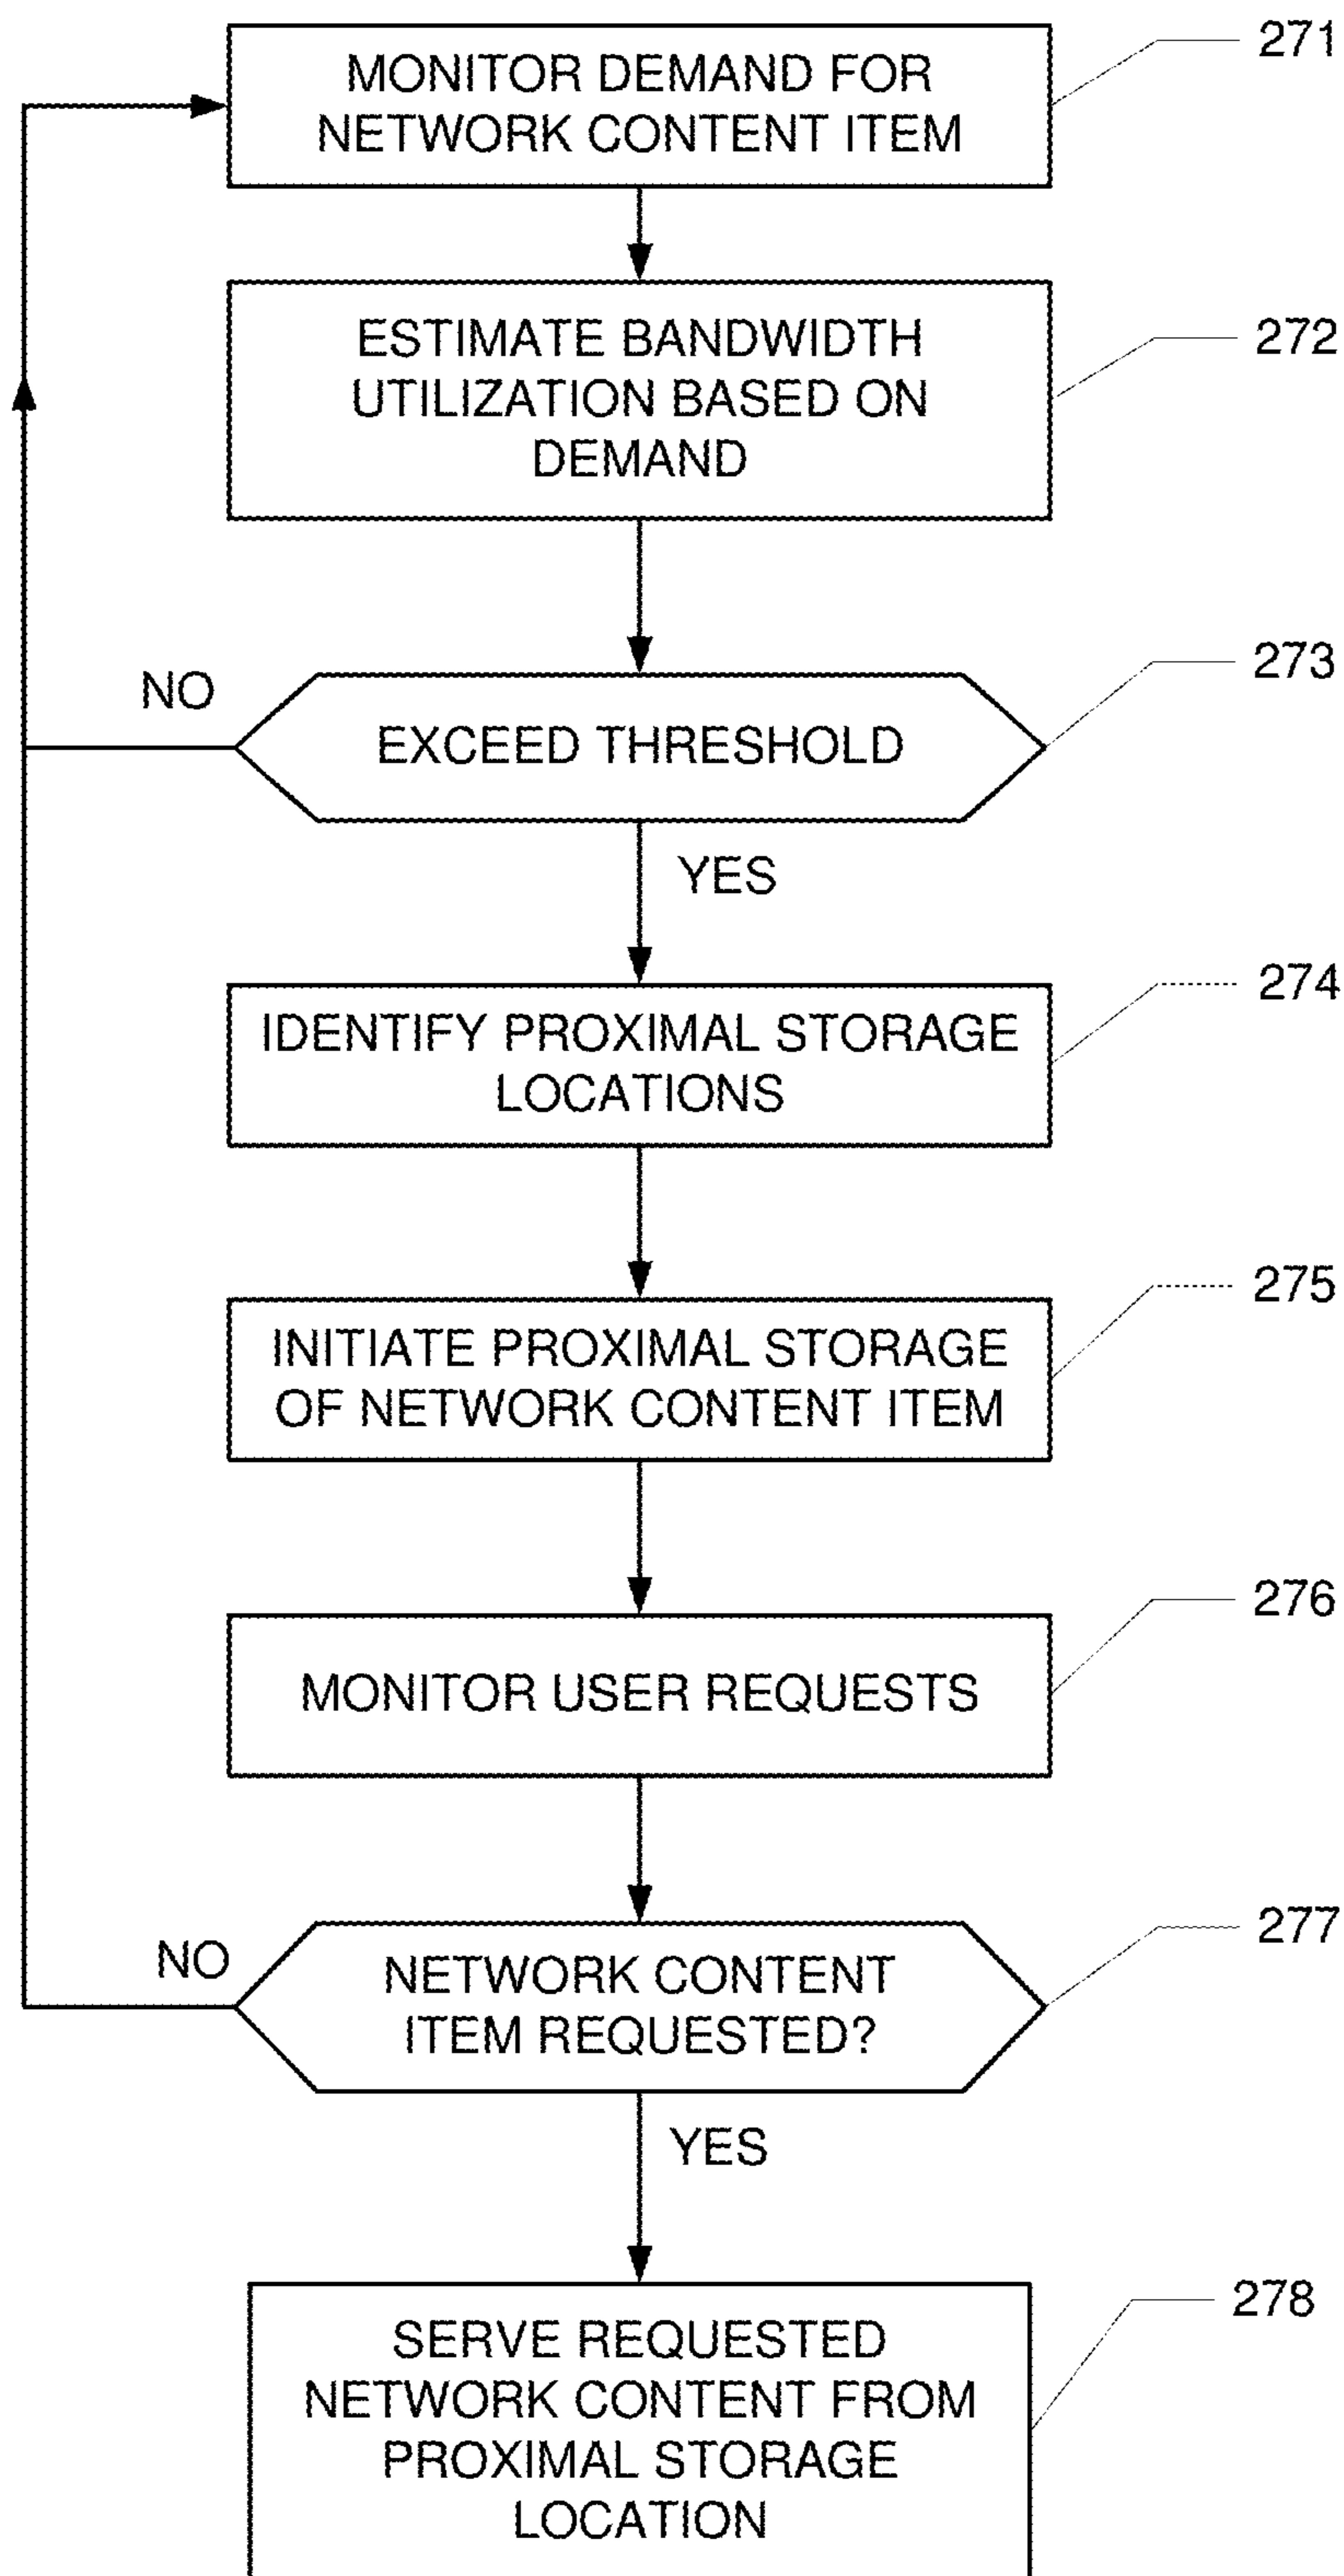 MONITOR DEMAND FOR
NETWORK CONTENT ITEM
271
ESTIMATE BANDWIDTH
UTILIZATION BASED ON
DEMAND
272
NO
EXCEED THRESHOLD
273
YES
IDENTIFY PROXIMAL STORAGE
LOCATIONS
274
INITIATE PROXIMAL STORAGE
OF NETWORK CONTENT ITEM
275
MONITOR USER REQUESTS
276
NO
NETWORK CONTENT
ITEM REQUESTED?
277
YES
SERVE REQUESTED
NETWORK CONTENT FROM
PROXIMAL STORAGE
LOCATION
278